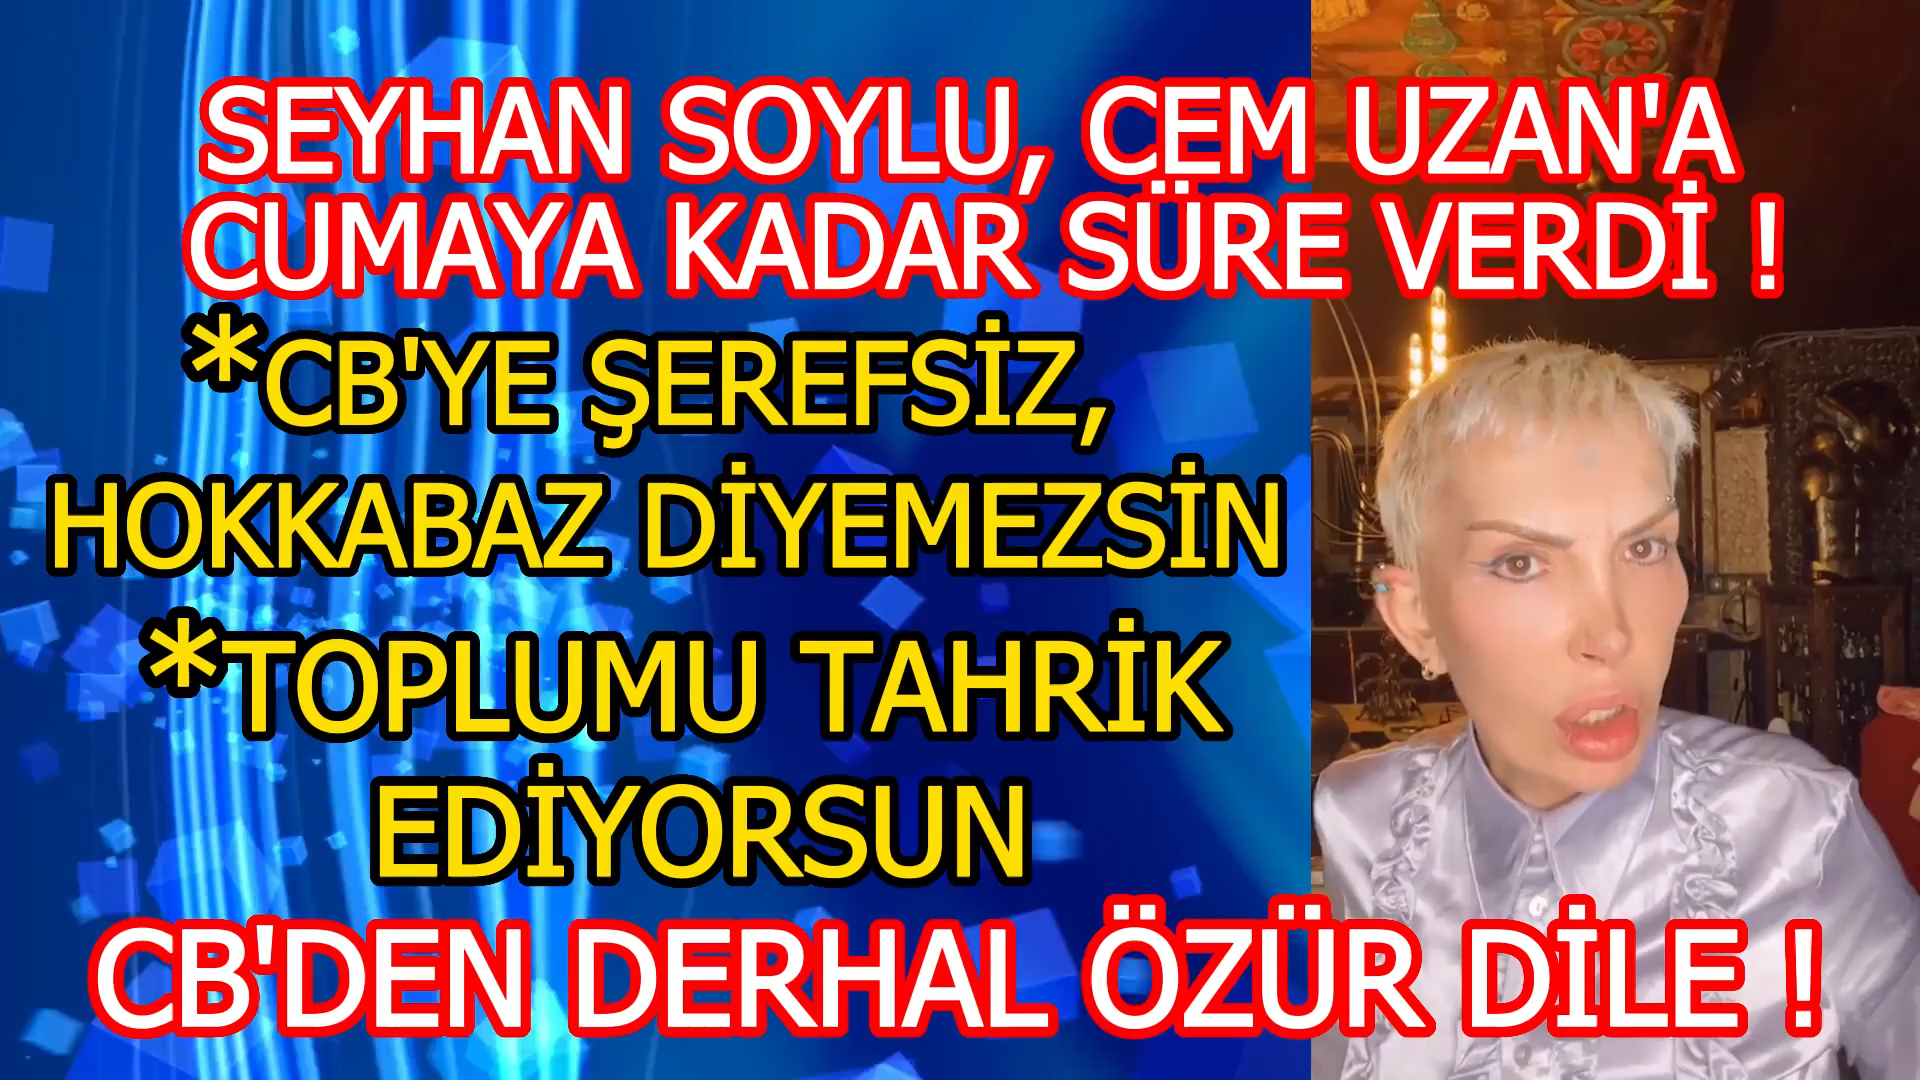 SEYHAN SOYLU, CEM UZAN'A
CUMAYA KADAR SÜRE VERDİ !
*CB'YE ŞEREFSİZ,
HOKKABAZ DİYEMEZSİN
*TOPLUMU TAHRİK
EDİYORSUN
CB'DEN DERHAL ÖZÜR DİLE !